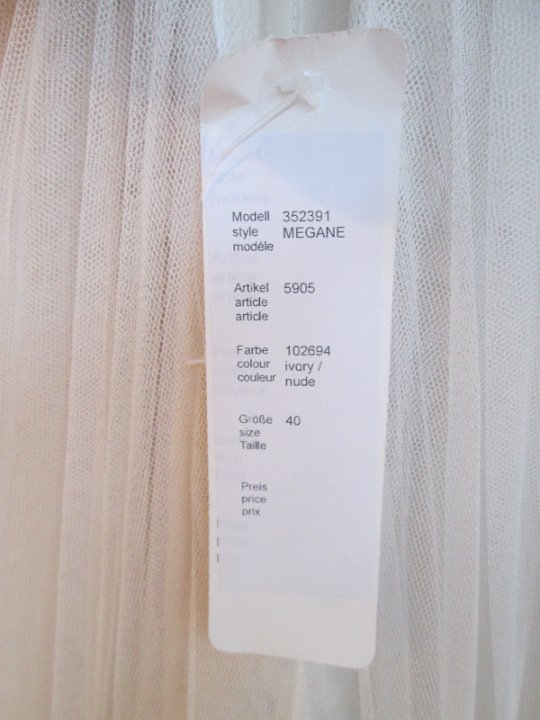 Modell 352391
style MEGANE
modéle
Artikel 5905
article
article
Farbe 102694
colour ivory /
couleur nude
Größe 40
size
Taille
Preis
price
prix